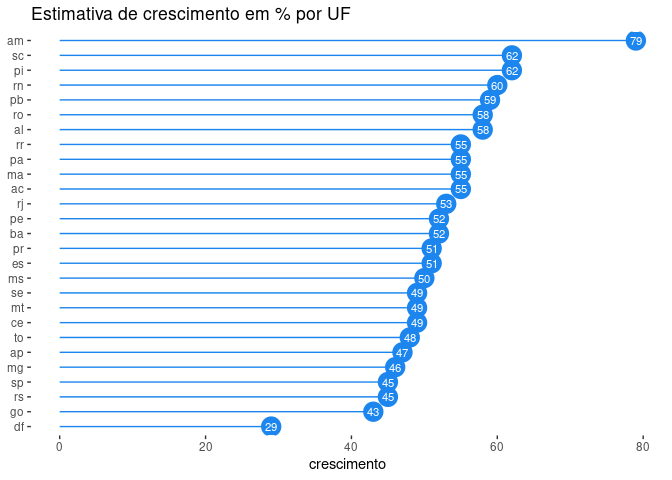 Estimativa de crescimento em % por UF
am 79
sc 62
pi 62
rn 60
pb 59
ro 58
al 58
rr 55
pa 55
ma 55
ac 55
rj 53
pe 52
ba 52
pr 51
es 51
ms 50
se 49
mt 49
ce 49
to 48
ap 47
mg 46
sp 45
rs 45
go 43
df 29
0 20 40 60 80
crescimento